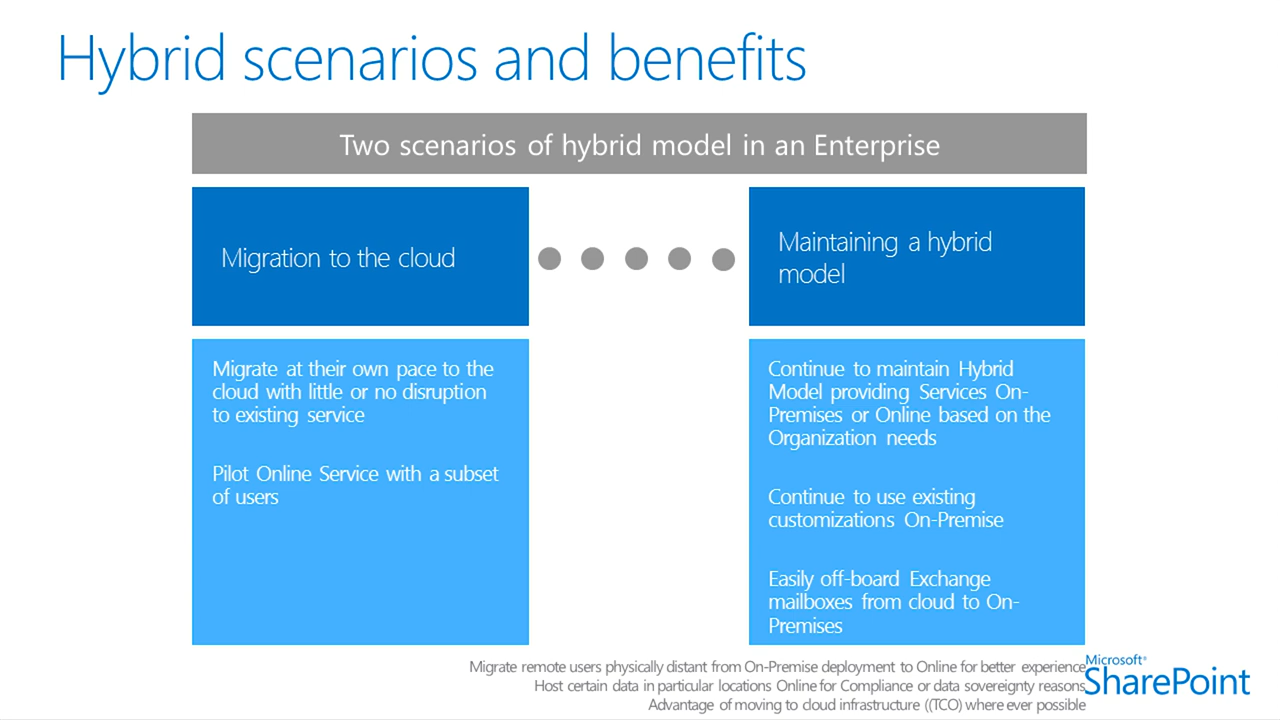 Hybrid scenarios and benefits
Two scenarios of hybrid model in an Enterprise
Migration to the cloud
Maintaining a hybrid
model
Migrate at their own pace to the
cloud with little or no disruption
to existing service
Pilot Online Service with a subset
of users
Continue to maintain Hybrid
Model providing Services On-
Premises or Online based on the
Organization needs
Continue to use existing
customizations On-Premise
Easily off-board Exchange
mailboxes from cloud to On-
Premises
Migrate remote users physically distant from On-Premise deployment to Online for better experience
Host certain data in particular locations Online for Compliance or data sovereignty reasons
Advantage of moving to cloud infrastructure ((TCO) where ever possible
Microsoft®
SharePoint